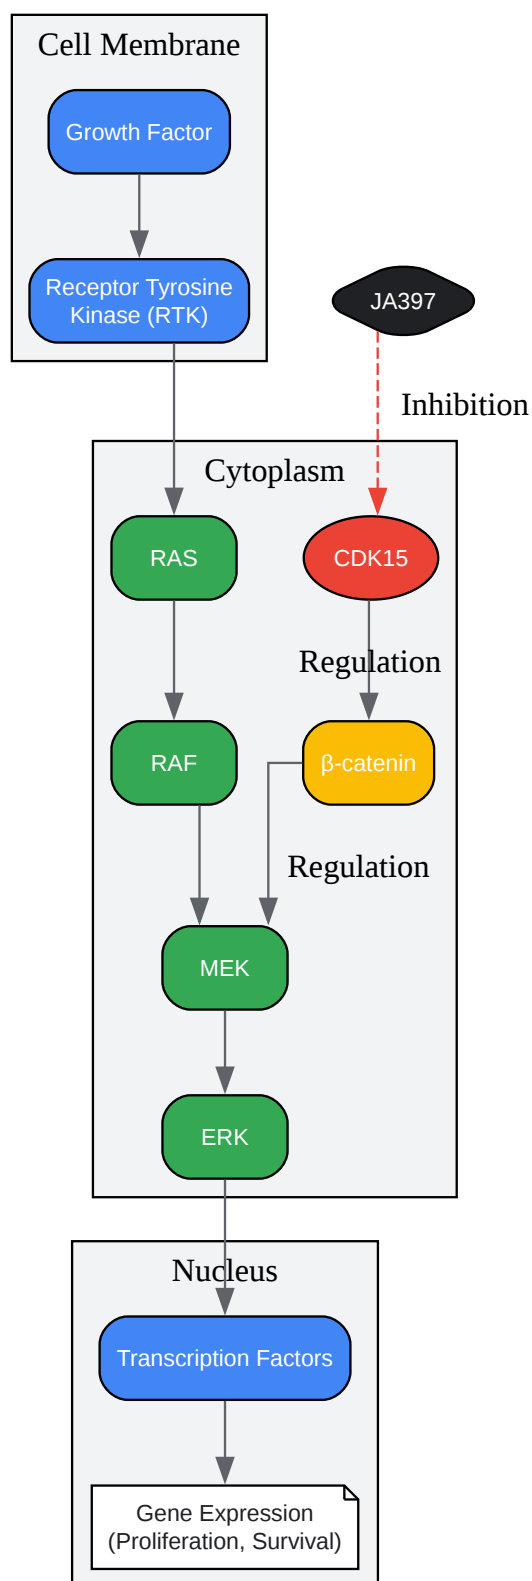 Cell Membrane
Growth Factor
Receptor Tyrosine
Kinase (RTK)
JA397
Inhibition
Cytoplasm
RAS
CDK15
Regulation
RAF
β-catenin
Regulation
MEK
ERK
Nucleus
Transcription Factors
Gene Expression
(Proliferation, Survival)